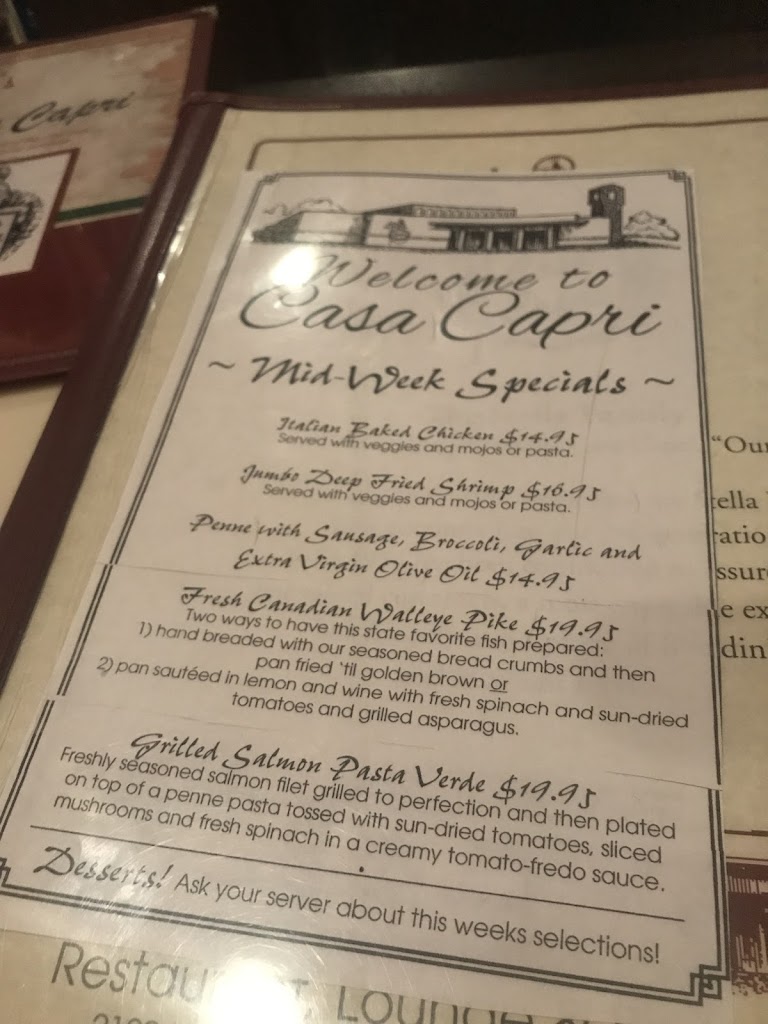 Capri
Welcome to
Casa Capri
~ Mid-Week Specials ~
Italian Baked Chicken $14.95
Served with veggies and mojos or pasta.
Jumbo Deep Fried Shrimp $16.95
Served with veggies and mojos or pasta.
Penne with Sausage, Broccoli, Garlic and
Extra Virgin Olive Oil $14.95
Fresh Canadian Walleye Pike $19.95
Two ways to have this state favorite fish prepared:
1) hand breaded with our seasoned bread crumbs and then
pan fried 'til golden brown or
2) pan sautéed in lemon and wine with fresh spinach and sun-dried
tomatoes and grilled asparagus.
Grilled Salmon Pasta Verde $19.95
Freshly seasoned salmon filet grilled to perfection and then plated
on top of a penne pasta tossed with sun-dried tomatoes, sliced
mushrooms and fresh spinach in a creamy tomato-fredo sauce.
Desserts! Ask your server about this weeks selections!
"Our
tella
ratio
ssur
e ex
din
Lounge